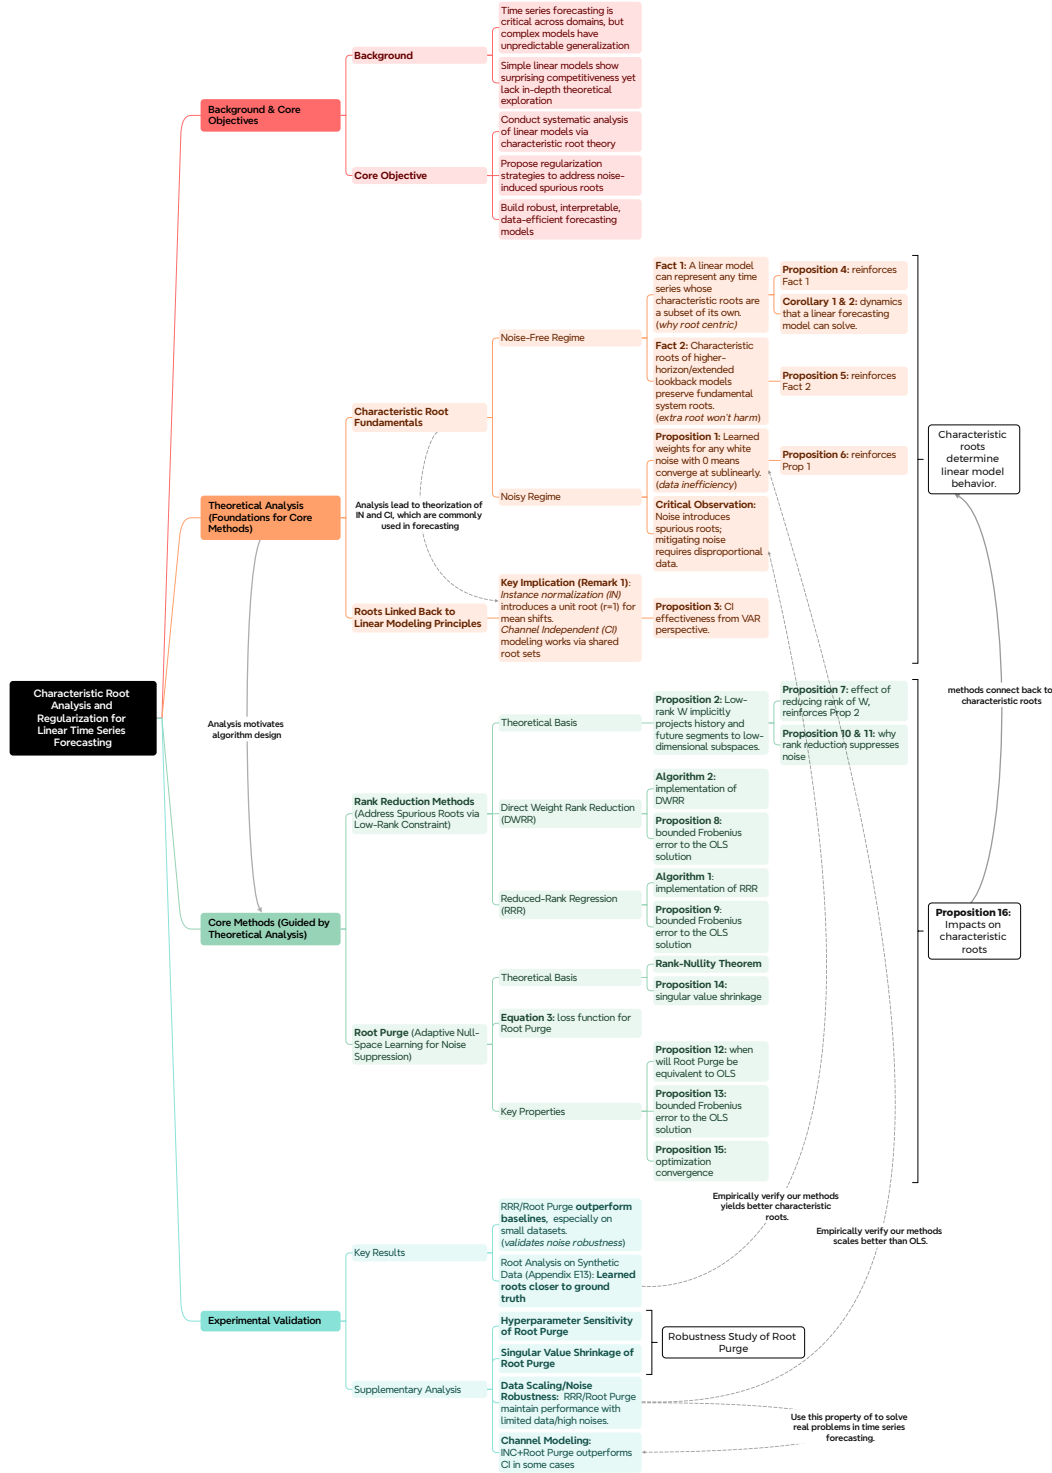 Characteristic Root
Analysis and
Regularization for
Linear Time Series
Forecasting
Background & Core
Objectives
Background
Time series forecasting is
critical across domains, but
complex models have
unpredictable generalization
Simple linear models show
surprising competitiveness yet
lack in-depth theoretical
exploration
Core Objective
Conduct systematic analysis
of linear models via
characteristic root theory
Propose regularization
strategies to address noise-
induced spurious roots
Build robust, interpretable,
data-efficient forecasting
models
Theoretical Analysis
(Foundations for Core
Methods)
Characteristic Root
Fundamentals
Noise-Free Regime
Fact 1: A linear model
can represent any time
series whose
characteristic roots are
a subset of its own.
(why root centric)
Proposition 4: reinforces
Fact 1
Corollary 1 & 2: dynamics
that a linear forecasting
model can solve.
Fact 2: Characteristic
roots of higher-
horizon/extended
lookback models
preserve fundamental
system roots.
(extra root won't harm)
Proposition 5: reinforces
Fact 2
Noisy Regime
Proposition 1: Learned
weights for any white
noise with 0 means
converge at sublinearly.
(data inefficiency)
Proposition 6: reinforces
Prop 1
Critical Observation:
Noise introduces
spurious roots;
mitigating noise
requires disproportional
data.
Analysis lead to theorization of
IN and CI, which are commonly
used in forecasting
Roots Linked Back to
Linear Modeling Principles
Key Implication (Remark 1):
Instance normalization (IN)
introduces a unit root (r=1) for
mean shifts.
Channel Independent (CI)
modeling works via shared
root sets
Proposition 3: CI
effectiveness from VAR
perspective.
Characteristic
roots
determine
linear model
behavior.
methods connect back to
characteristic roots
Analysis motivates
algorithm design
Core Methods (Guided by
Theoretical Analysis)
Rank Reduction Methods
(Address Spurious Roots via
Low-Rank Constraint)
Theoretical Basis
Proposition 2: Low-
rank W implicitly
projects history and
future segments to low-
dimensional subspaces.
Proposition 7: effect of
reducing rank of W,
reinforces Prop 2
Proposition 10 & 11: why
rank reduction suppresses
noise
Direct Weight Rank Reduction
(DWRR)
Algorithm 2:
implementation of
DWRR
Proposition 8:
bounded Frobenius
error to the OLS
solution
Reduced-Rank Regression
(RRR)
Algorithm 1:
implementation of RRR
Proposition 9:
bounded Frobenius
error to the OLS
solution
Root Purge (Adaptive Null-
Space Learning for Noise
Suppression)
Theoretical Basis
Rank-Nullity Theorem
Proposition 14:
singular value shrinkage
Equation 3: loss function for
Root Purge
Key Properties
Proposition 12: when
will Root Purge be
equivalent to OLS
Proposition 13:
bounded Frobenius
error to the OLS
solution
Proposition 15:
optimization
convergence
Proposition 16:
Impacts on
characteristic
roots
Experimental Validation
Key Results
RRR/Root Purge outperform
baselines, especially on
small datasets.
(validates noise robustness)
Root Analysis on Synthetic
Data (Appendix E13): Learned
roots closer to ground
truth
Empirically verify our methods
yields better characteristic
roots.
Empirically verify our methods
scales better than OLS.
Supplementary Analysis
Hyperparameter Sensitivity
of Root Purge
Singular Value Shrinkage of
Root Purge
Robustness Study of Root
Purge
Data Scaling/Noise
Robustness: RRR/Root Purge
maintain performance with
limited data/high noises.
Channel Modeling:
INC+Root Purge outperforms
CI in some cases
Use this property of to solve
real problems in time series
forecasting.